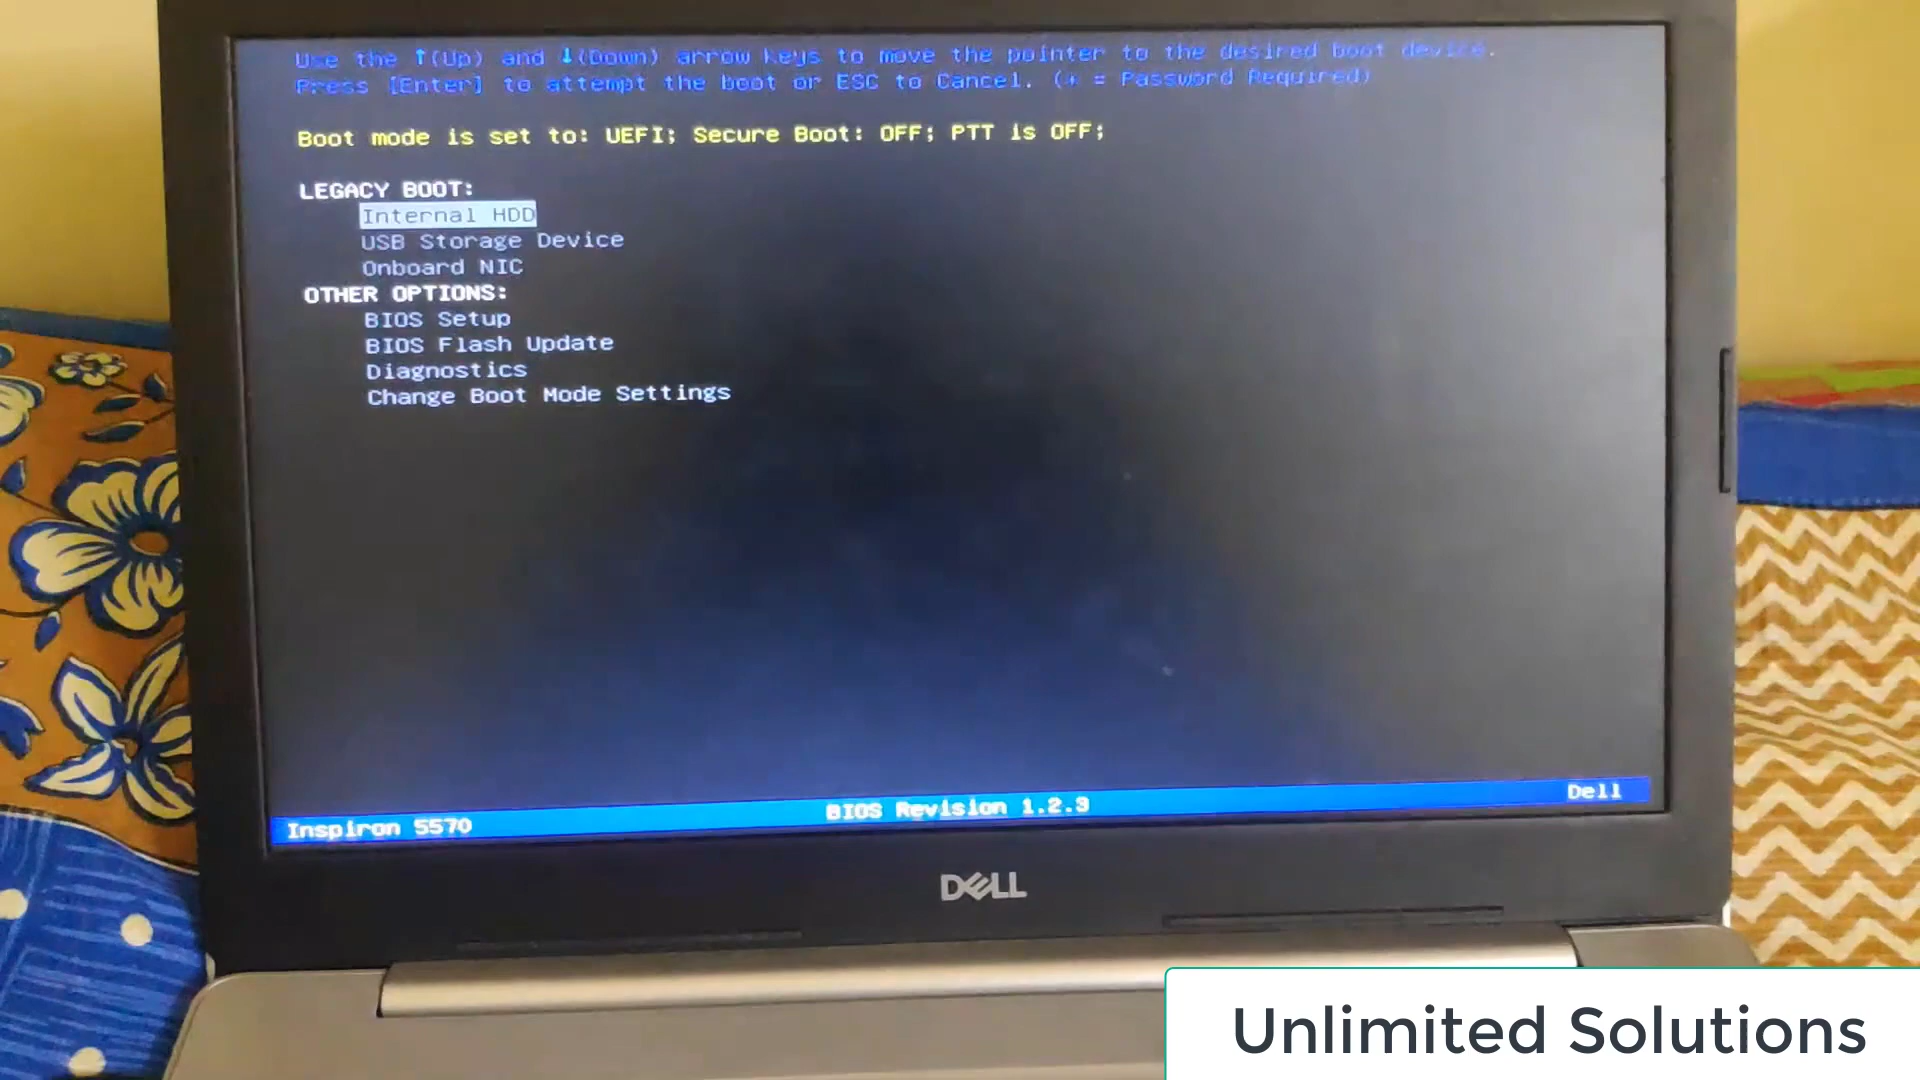 Use the ↑(Up) and ↓(Down) arrow keys to move the pointer to the desired boot device.
Press [Enter] to attempt the boot or ESC to Cancel. (* = Password Required)
Boot mode is set to: UEFI; Secure Boot: OFF; PTT is OFF;
LEGACY BOOT:
Internal HDD
USB Storage Device
Onboard NIC
OTHER OPTIONS:
BIOS Setup
BIOS Flash Update
Diagnostics
Change Boot Mode Settings
Inspiron 5570 BIOS Revision 1.2.3 Dell
DELL
Unlimited Solutions